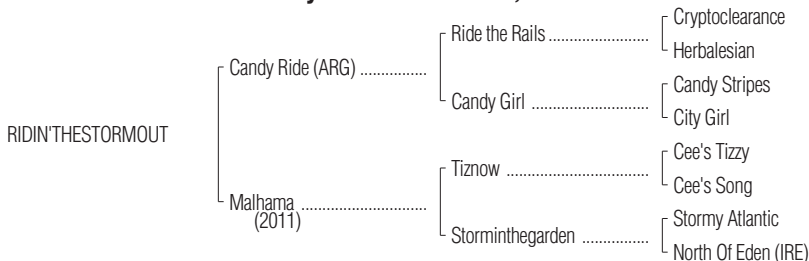 Cryptoclearance
Ride the Rails ......................
Herbalesian
Candy Ride (ARG) ................
Candy Stripes
Candy Girl ...........................
City Girl
RIDIN'THESTORMOUT
Cee's Tizzy
Tiznow ................................
Cee's Song
Malhama ..............................
(2011)
Stormy Atlantic
Storminthegarden ................
North Of Eden (IRE)